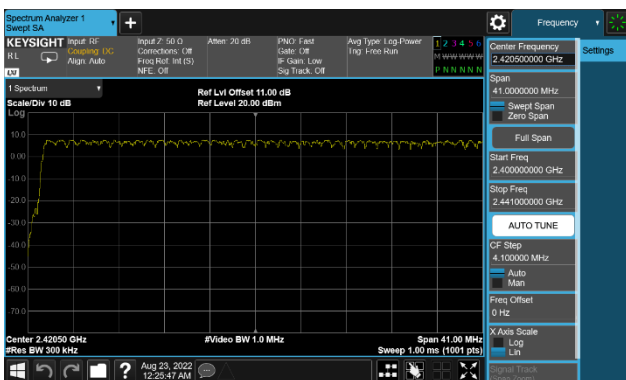 Spectrum Analyzer 1
Swept SA
Frequency
Settings
KEYSIGHT
RL
LXI
Input: RF
Coupling: DC
Align: Auto
Input Z: 50 Ω
Corrections: Off
Freq Ref: Int (S)
NFE: Off
Atten: 20 dB
PNO: Fast
Gate: Off
IF Gain: Low
Sig Track: Off
Avg Type: Log-Power
Trig: Free Run
1 2 3 4 5 6
M W W W W W
P N N N N N
1 Spectrum
Scale/Div 10 dB
Ref Lvl Offset 11.00 dB
Ref Level 20.00 dBm
Log
10.0
0.00
-10.0
-20.0
-30.0
-40.0
-50.0
-60.0
-70.0
Center 2.42050 GHz
#Res BW 300 kHz
#Video BW 1.0 MHz
Span 41.00 MHz
Sweep 1.00 ms (1001 pts)
Center Frequency
2.420500000 GHz
Span
41.0000000 MHz
Swept Span
Zero Span
Full Span
Start Freq
2.400000000 GHz
Stop Freq
2.441000000 GHz
AUTO TUNE
CF Step
4.100000 MHz
Auto
Man
Freq Offset
0 Hz
X Axis Scale
Log
Lin
Signal Track
(Span Zoom)
Aug 23, 2022
12:25:47 AM